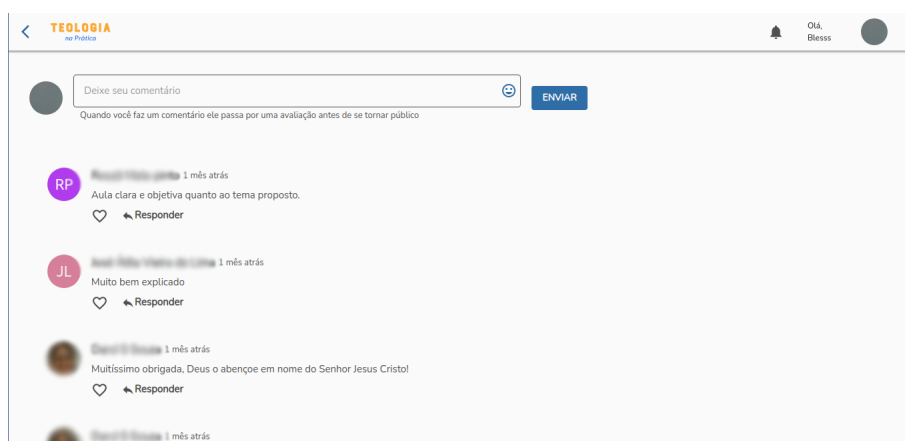 TEOLOGIA
na Prática
Olá,
Blesss
Deixe seu comentário
ENVIAR
Quando você faz um comentário ele passa por uma avaliação antes de se tornar público
RP
1 mês atrás
Aula clara e objetiva quanto ao tema proposto.
Responder
JL
1 mês atrás
Muito bem explicado
Responder
1 mês atrás
Muitíssimo obrigada, Deus o abençoe em nome do Senhor Jesus Cristo!
Responder
1 mês atrás